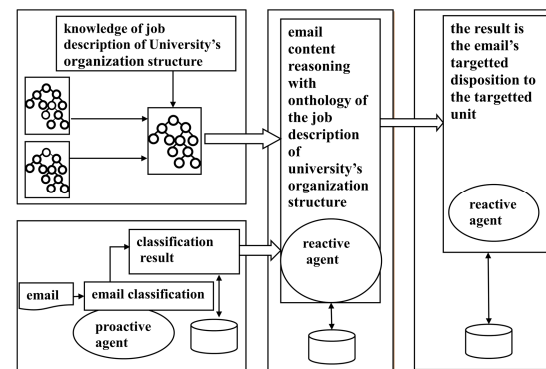 knowledge of job
description of University's
organization structure
email
content
reasoning
with
onthology of
the job
description
of
university's
organization
structure
reactive
agent
the result is
the email's
targetted
disposition to
the targetted
unit
reactive
agent
classification
result
email
email classification
proactive
agent